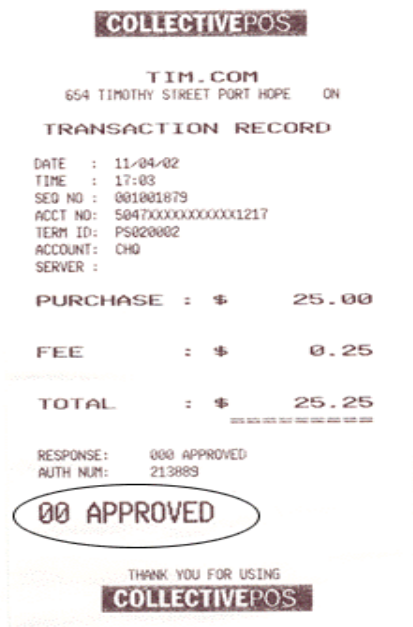 COLLECTIVEPOS
TIM.COM
654 TIMOTHY STREET PORT HOPE ON
TRANSACTION RECORD
DATE : 11/04/02
TIME : 17:03
SEQ NO : 001001879
ACCT NO: 5047XXXXXXXXXXX1217
TERM ID: PS020002
ACCOUNT: CHQ
SERVER :
PURCHASE : $ 25.00
FEE : $ 0.25
TOTAL : $ 25.25
==========
RESPONSE: 000 APPROVED
AUTH NUM: 213889
00 APPROVED
THANK YOU FOR USING
COLLECTIVEPOS